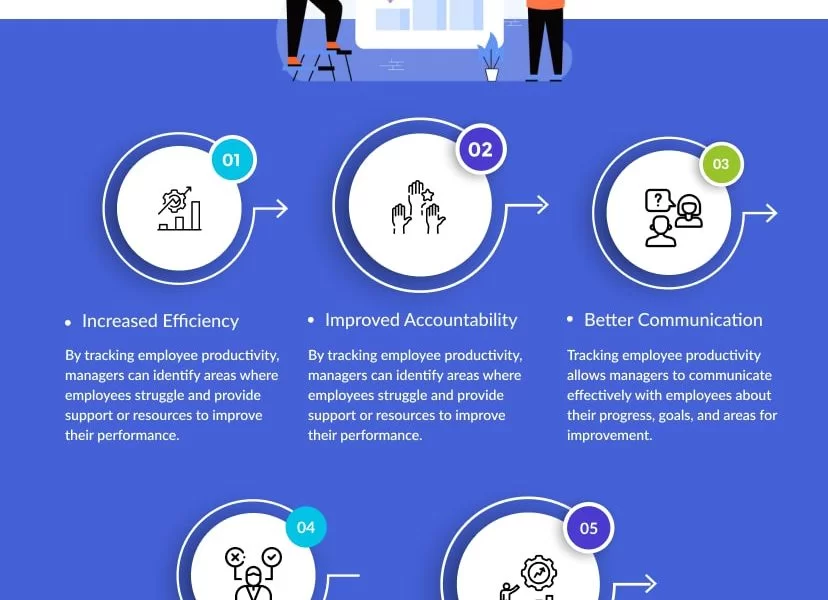 01
02
03
• Increased Efficiency
By tracking employee productivity,
managers can identify areas where
employees struggle and provide
support or resources to improve
their performance.
• Improved Accountability
By tracking employee productivity,
managers can identify areas where
employees struggle and provide
support or resources to improve
their performance.
• Better Communication
Tracking employee productivity
allows managers to communicate
effectively with employees about
their progress, goals, and areas for
improvement.
04
05